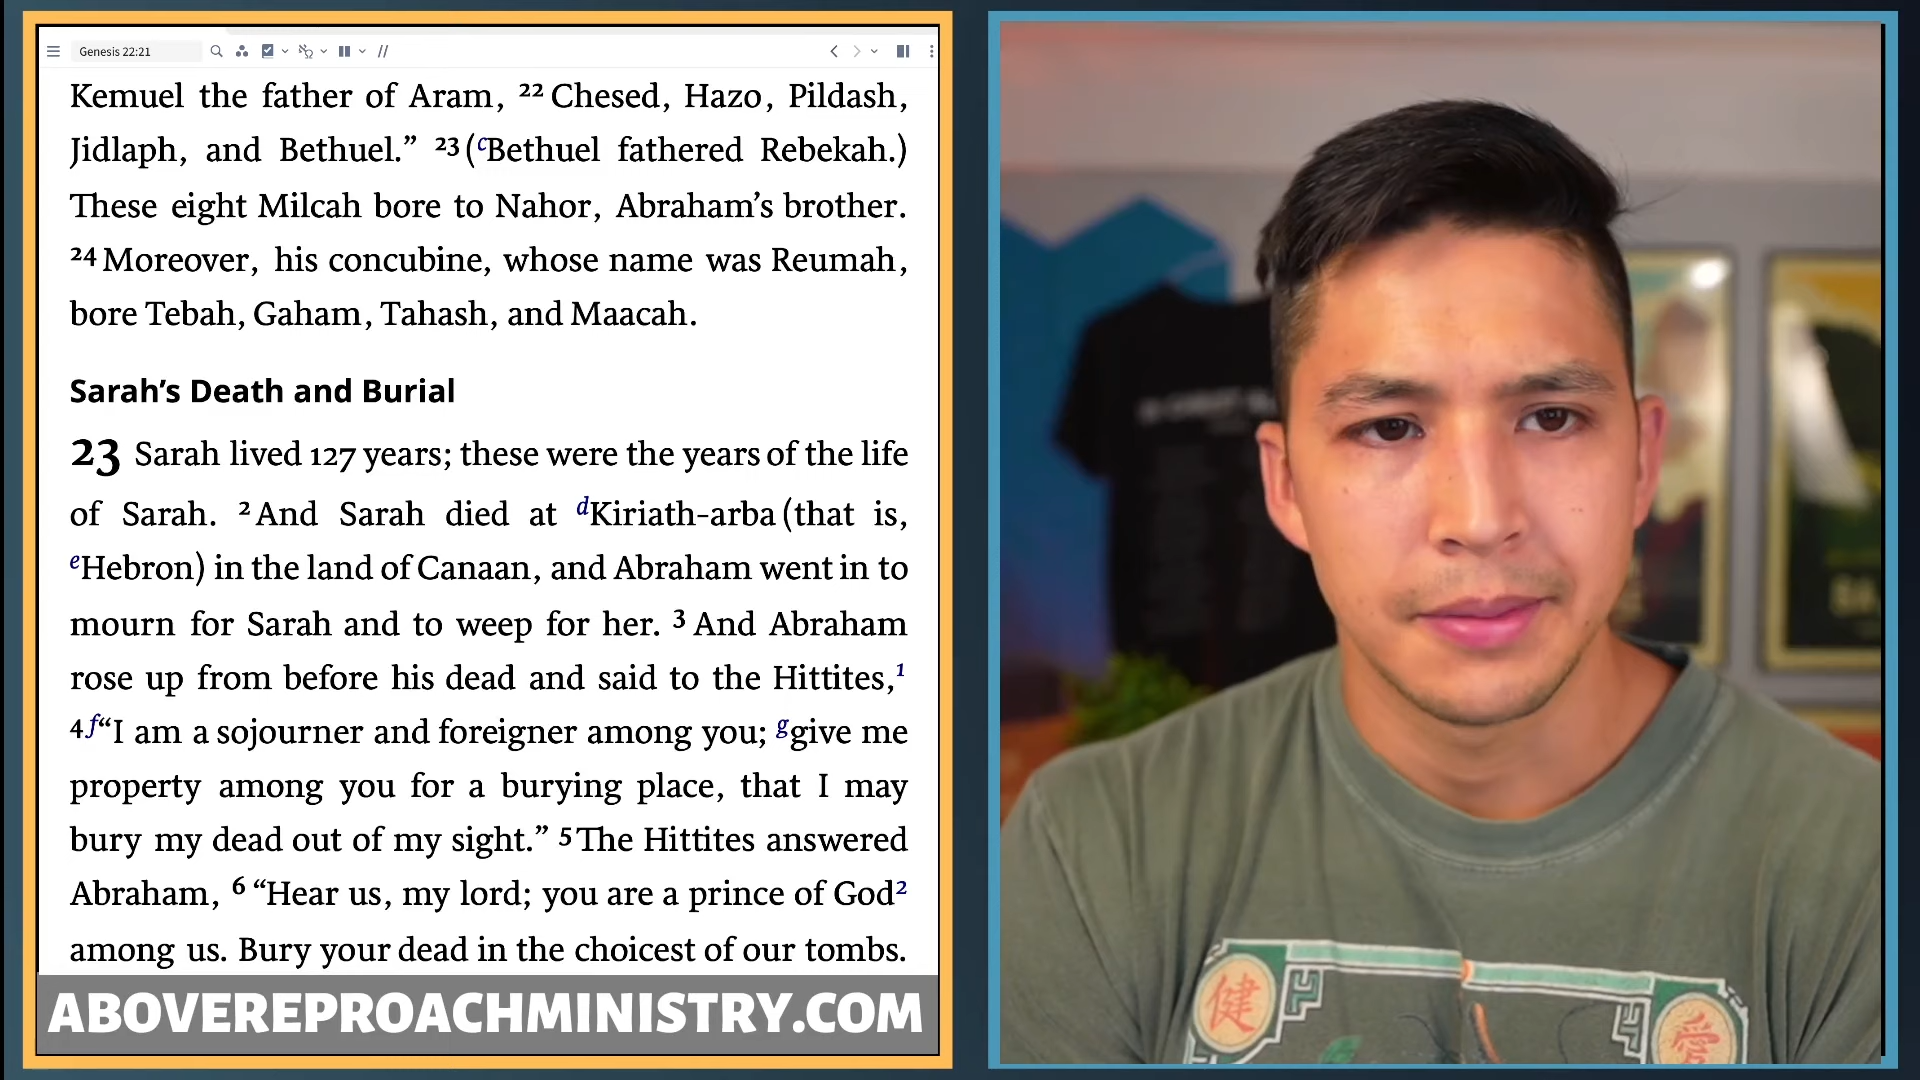 Genesis 22:21
Kemuel the father of Aram, 22 Chesed, Hazo, Pildash,
Jidlaph, and Bethuel.” 23 (cBethuel fathered Rebekah.)
These eight Milcah bore to Nahor, Abraham’s brother.
24 Moreover, his concubine, whose name was Reumah,
bore Tebah, Gaham, Tahash, and Maacah.
Sarah’s Death and Burial
23 Sarah lived 127 years; these were the years of the life
of Sarah. 2 And Sarah died at dKiriath-arba (that is,
eHebron) in the land of Canaan, and Abraham went in to
mourn for Sarah and to weep for her. 3 And Abraham
rose up from before his dead and said to the Hittites,1
4 f“I am a sojourner and foreigner among you; ggive me
property among you for a burying place, that I may
bury my dead out of my sight.” 5 The Hittites answered
Abraham, 6 “Hear us, my lord; you are a prince of God2
among us. Bury your dead in the choicest of our tombs.
ABOVEREPROACHMINISTRY.COM
健
愛